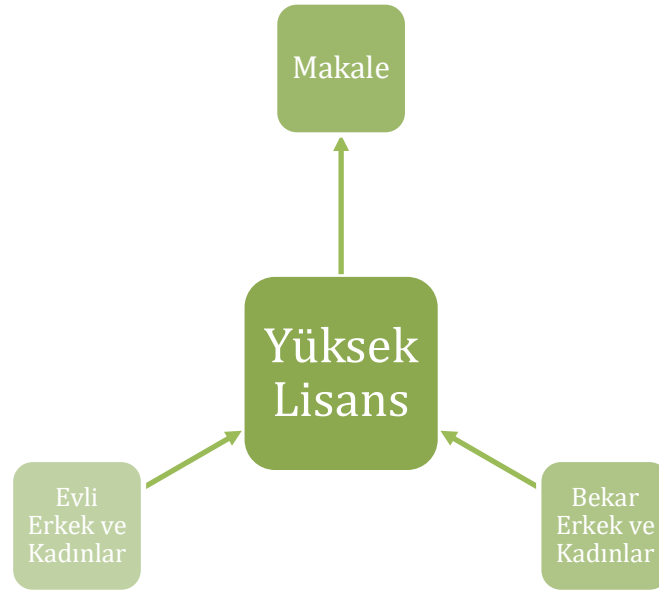 Makale
Yüksek
Lisans
Evli
Erkek ve
Kadınlar
Bekar
Erkek ve
Kadınlar